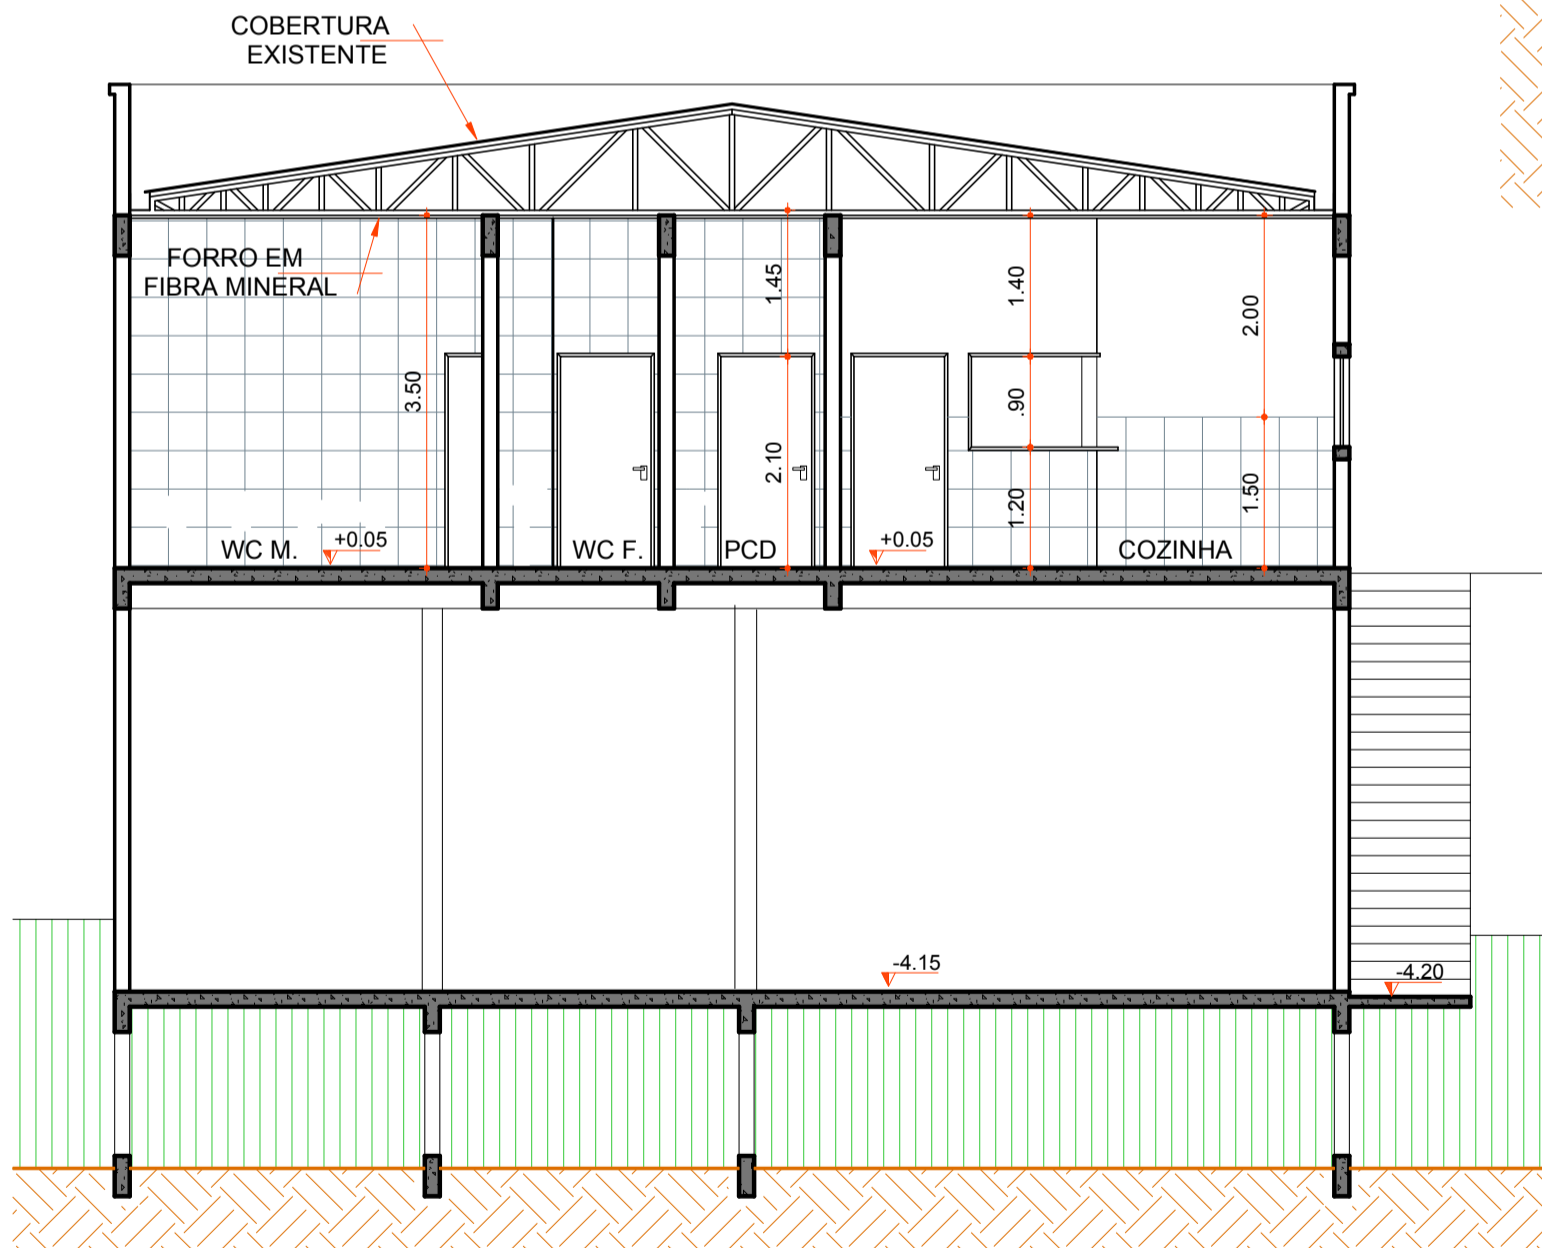 COBERTURA
EXISTENTE
FORRO EM
FIBRA MINERAL
3.50
1.45
2.10
1.40
.90
1.20
2.00
1.50
WC M.
+0.05
WC F.
PCD
+0.05
COZINHA
-4.15
-4.20